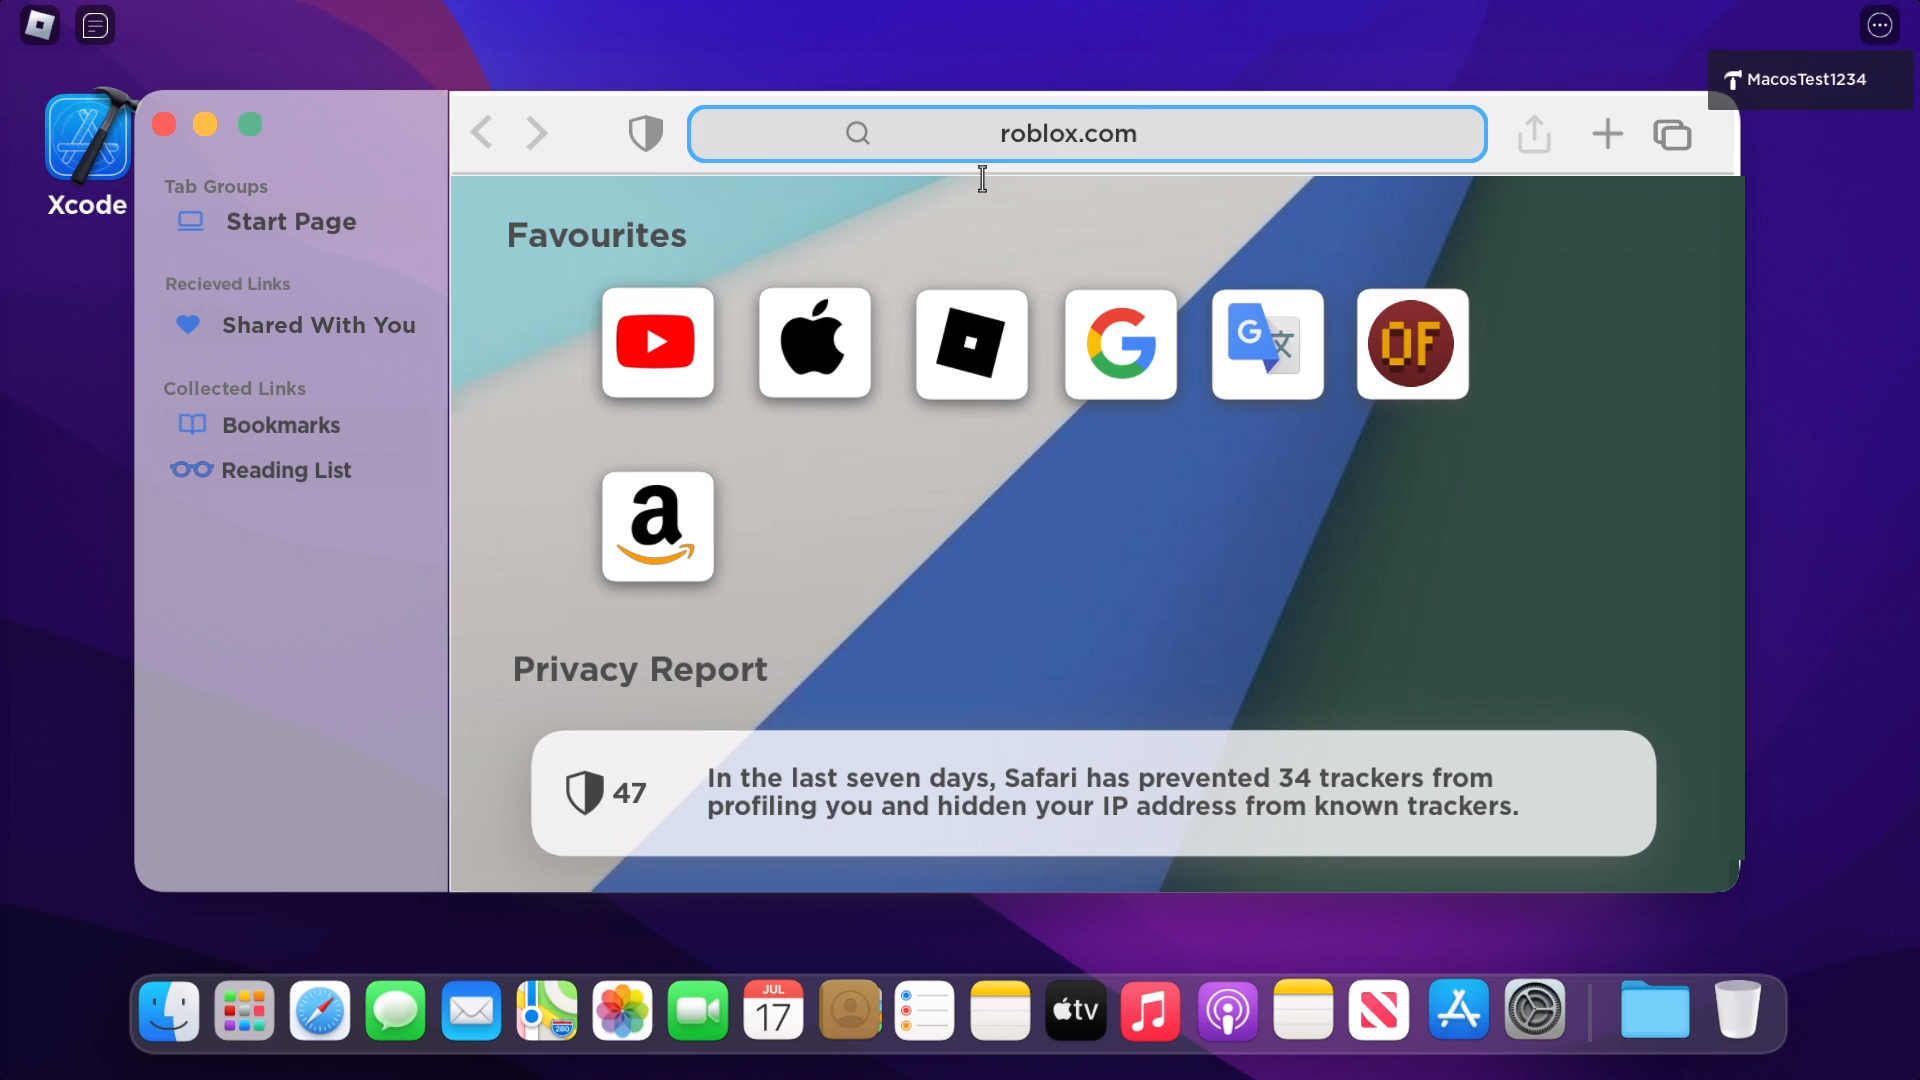 MacosTest1234
Xcode
roblox.com
Tab Groups
Start Page
Recieved Links
Shared With You
Collected Links
Bookmarks
Reading List
Favourites
G
G
OF
a
Privacy Report
47
In the last seven days, Safari has prevented 34 trackers from
profiling you and hidden your IP address from known trackers.
280
JUL
17
tv